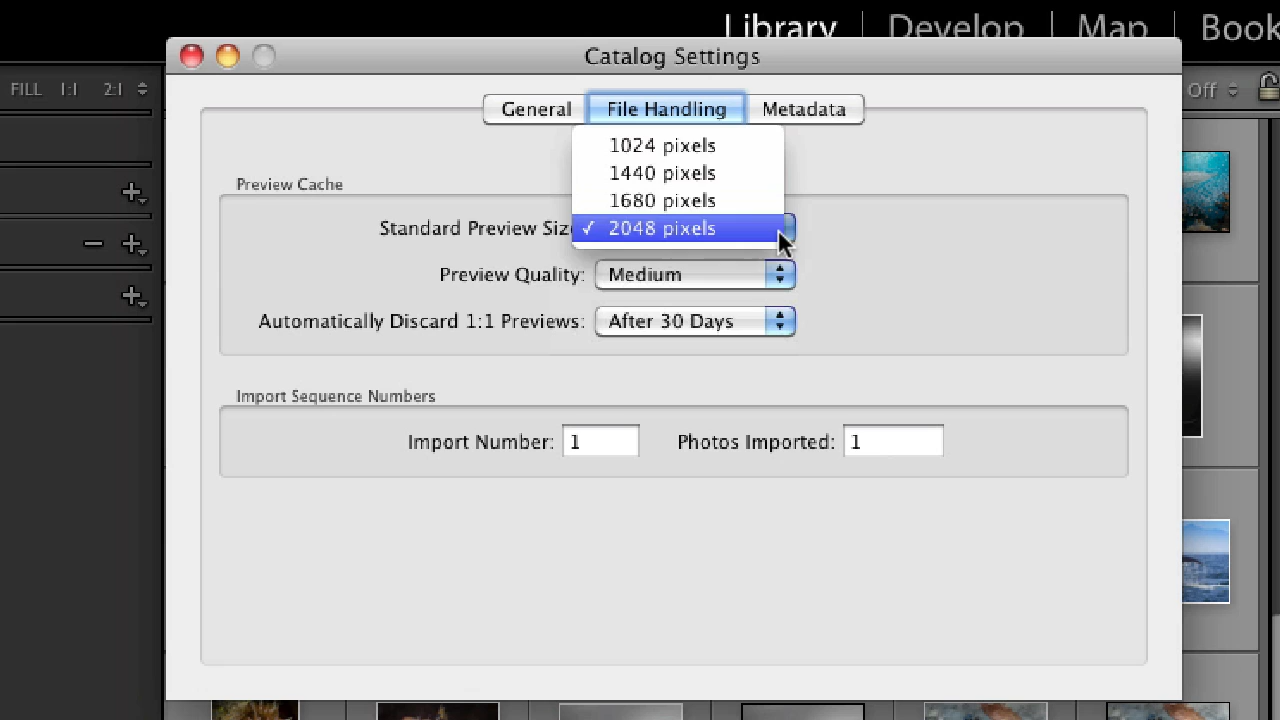 Library Develop Map Book
Catalog Settings
FILL 1:1 2:1
Off
General File Handling Metadata
1024 pixels
1440 pixels
1680 pixels
✓ 2048 pixels
Preview Cache
Standard Preview Siz
Preview Quality: Medium
Automatically Discard 1:1 Previews: After 30 Days
Import Sequence Numbers
Import Number: 1 Photos Imported: 1